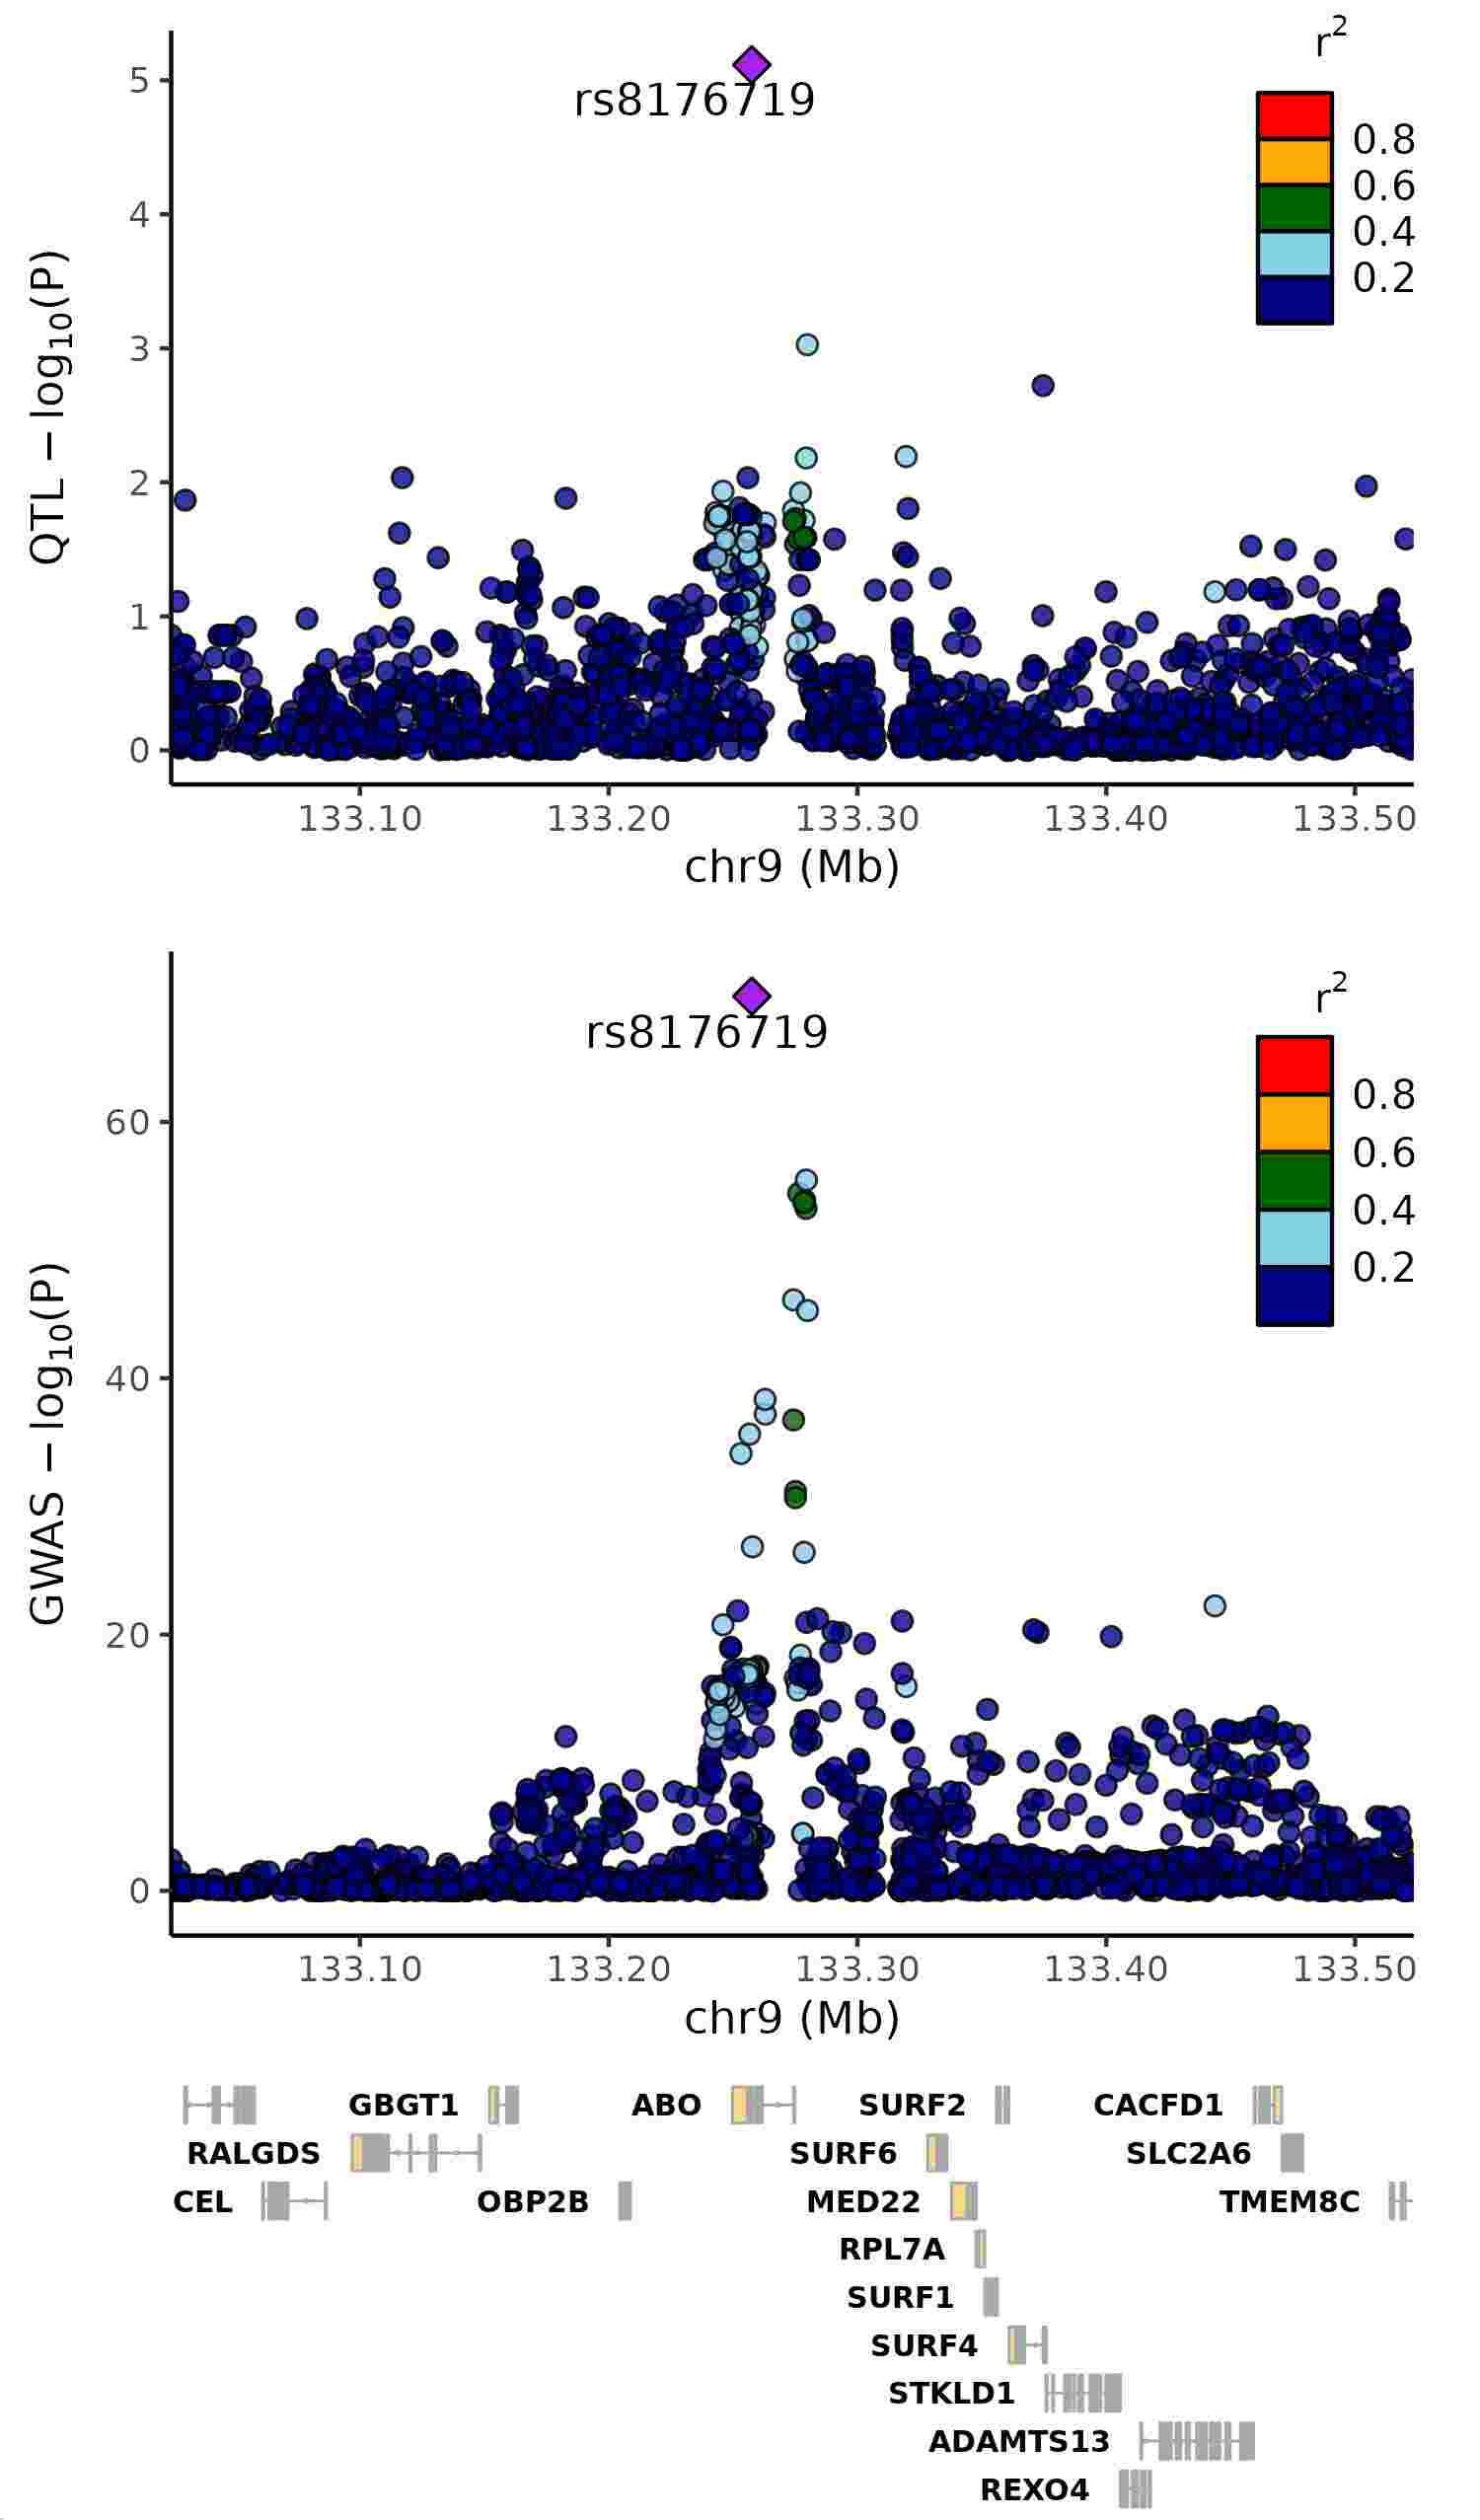 r2
5
rs8176719
0.8
0.6
0.4
0.2
4
3
2
1
0
QTL −log10(P)
133.10 133.20 133.30 133.40 133.50
chr9 (Mb)
r2
rs8176719
0.8
0.6
0.4
0.2
60
40
20
0
GWAS −log10(P)
133.10 133.20 133.30 133.40 133.50
chr9 (Mb)
GBGT1 ABO SURF2 CACFD1
RALGDS SURF6 SLC2A6
CEL OBP2B MED22 TMEM8C
RPL7A
SURF1
SURF4
STKLD1
ADAMTS13
REXO4